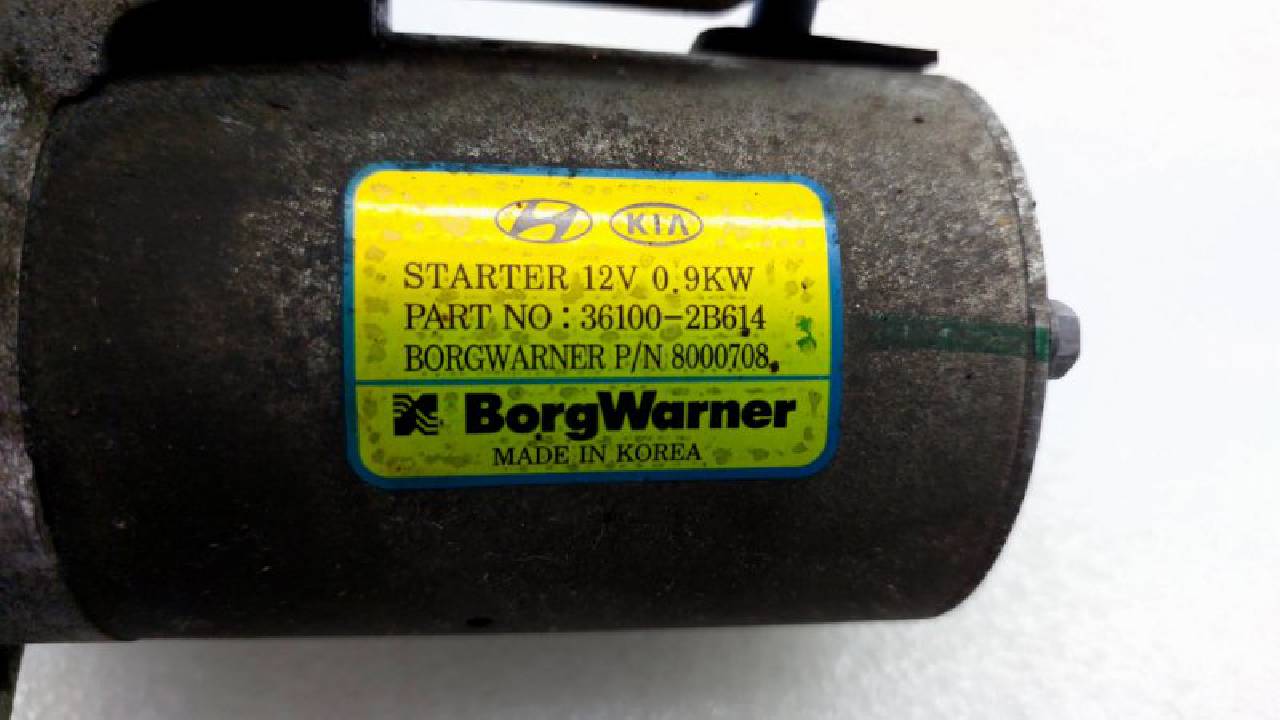 KIA
STARTER 12V 0.9KW
PART NO : 36100-2B614
BORGWARNER P/N 8000708
BorgWarner
MADE IN KOREA